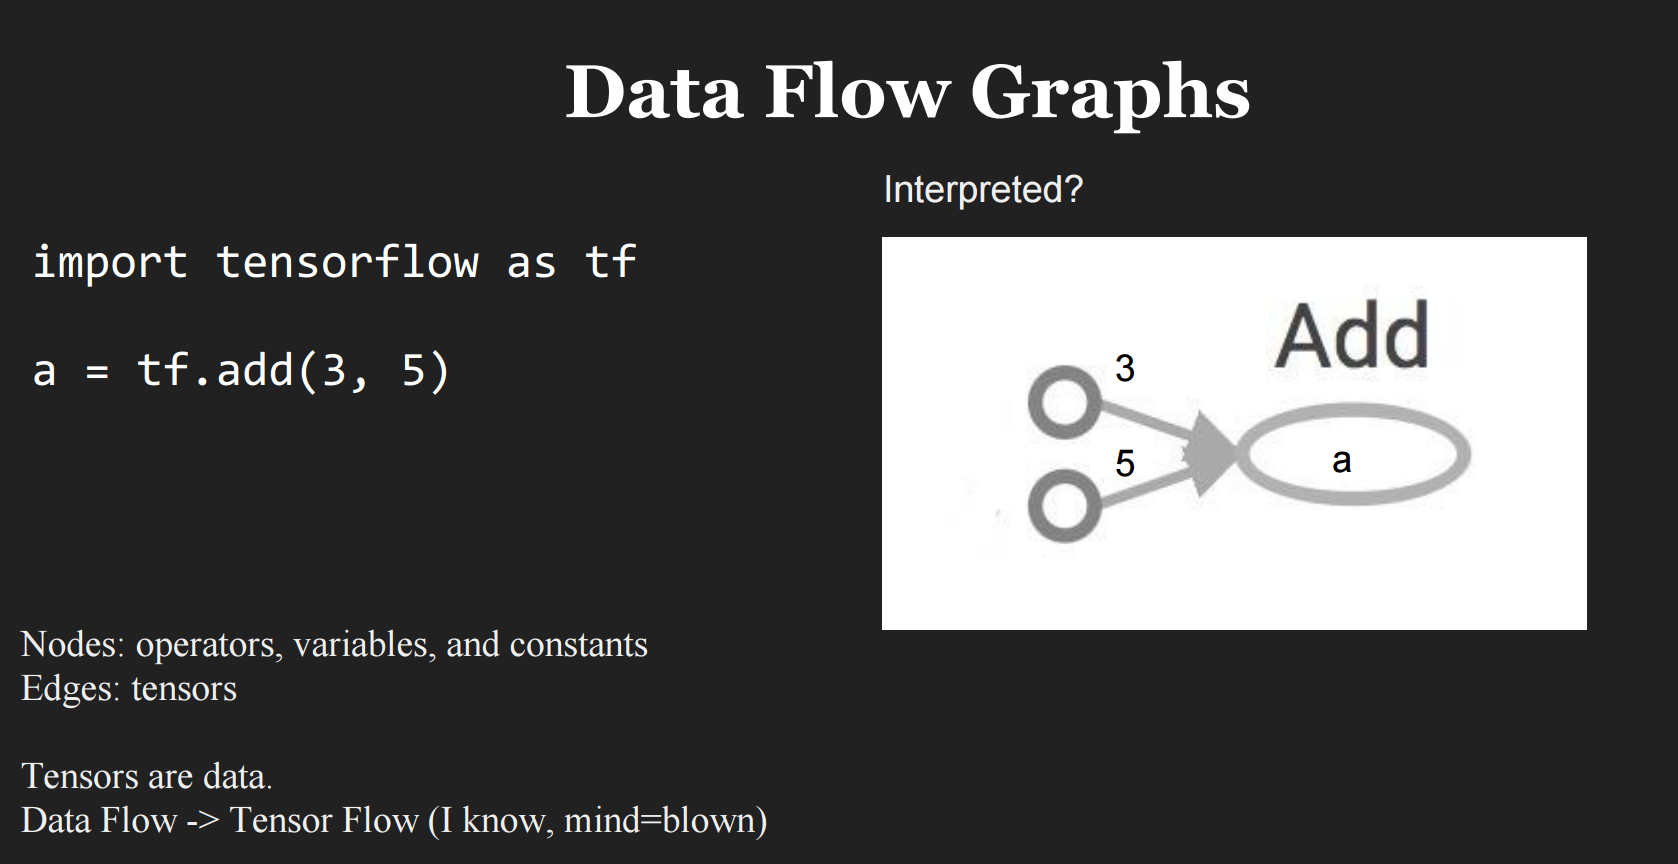 Data Flow Graphs
Interpreted?
import tensorflow as tf
a = tf.add(3, 5)
Add
3
5
a
Nodes: operators, variables, and constants
Edges: tensors
Tensors are data.
Data Flow -> Tensor Flow (I know, mind=blown)